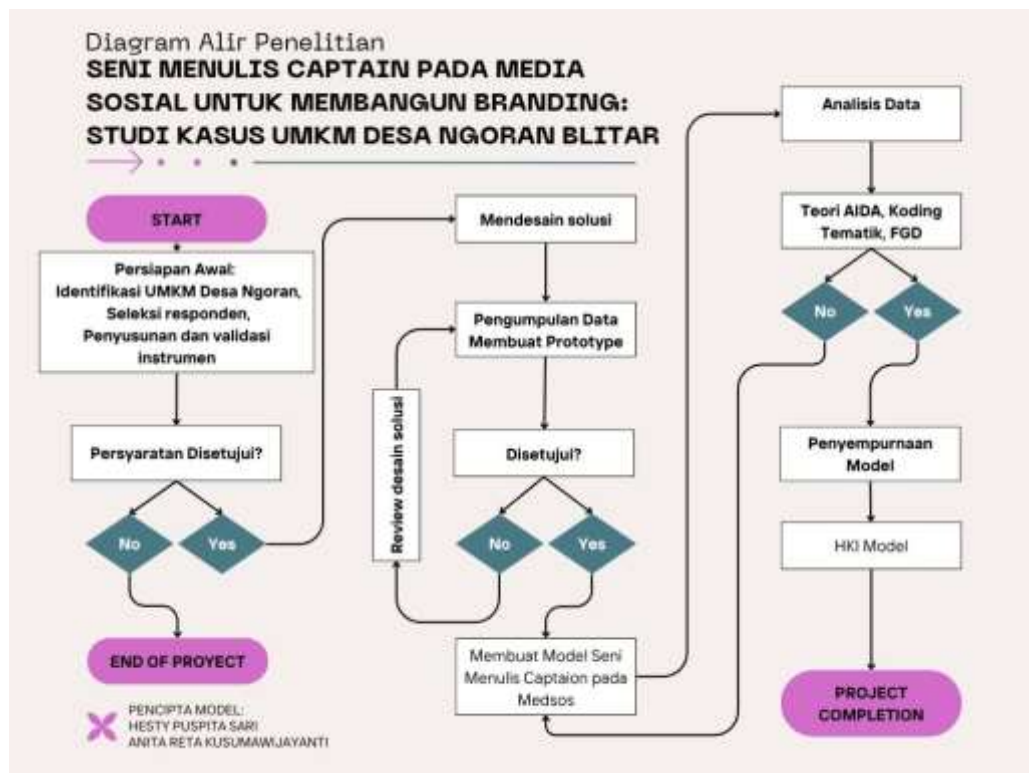 Diagram Alir Penelitian
SENI MENULIS CAPTAIN PADA MEDIA
SOSIAL UNTUK MEMBANGUN BRANDING:
STUDI KASUS UMKM DESA NGORAN BLITAR
START
Persiapan Awal:
Identifikasi UMKM Desa Ngoran,
Seleksi responden,
Penyusunan dan validasi
instrumen
Persyaratan Disetujui?
No
Yes
END OF PROYECT
Mendesain solusi
Pengumpulan Data
Membuat Prototype
Review desain solusi
Disetujui?
No
Yes
Membuat Model Seni
Menulis Captaion pada
Medsos
Analisis Data
Teori AIDA, Koding
Tematik, FGD
No
Yes
Penyempurnaan
Model
HKI Model
PROJECT
COMPLETION
PENCIPTA MODEL:
HESTY PUSPITA SARI
ANITA RETA KUSUMAWIJAYANTI